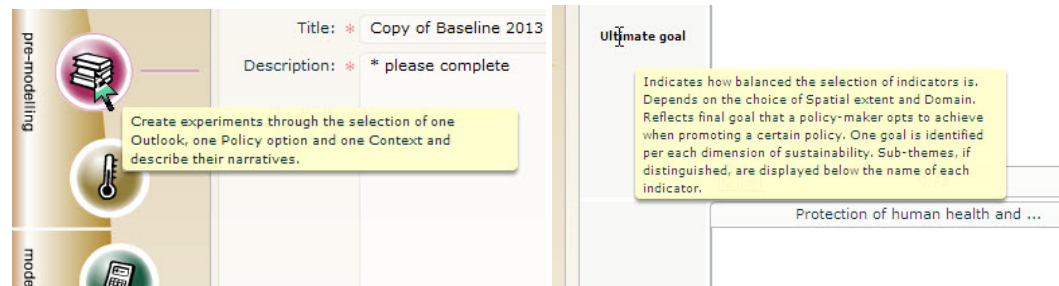 pre-modelling
Title: * Copy of Baseline 2013
Description: * * please complete
Create experiments through the selection of one
Outlook, one Policy option and one Context and
describe their narratives.
mode
Ultimate goal
Indicates how balanced the selection of indicators is.
Depends on the choice of Spatial extent and Domain.
Reflects final goal that a policy-maker opts to achieve
when promoting a certain policy. One goal is identified
per each dimension of sustainability. Sub-themes, if
distinguished, are displayed below the name of each
indicator.
Protection of human health and ...